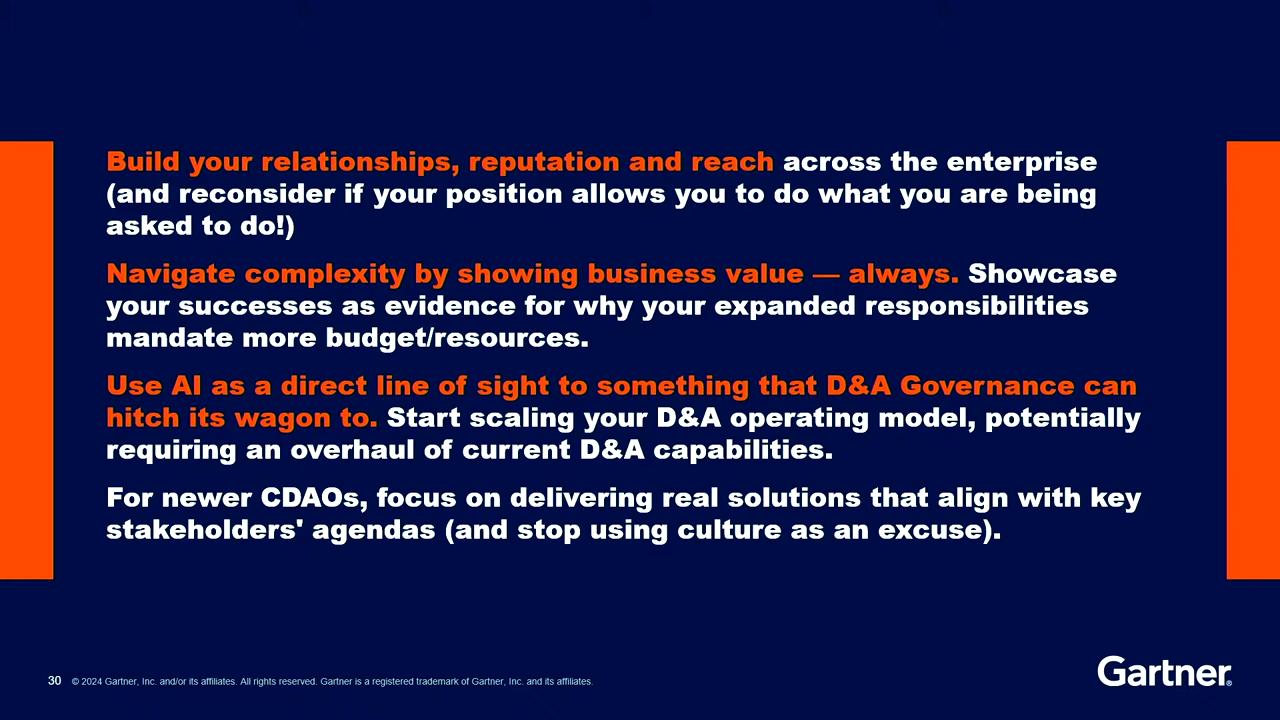 Build your relationships, reputation and reach across the enterprise
(and reconsider if your position allows you to do what you are being
asked to do!)
Navigate complexity by showing business value — always. Showcase
your successes as evidence for why your expanded responsibilities
mandate more budget/resources.
Use AI as a direct line of sight to something that D&A Governance can
hitch its wagon to. Start scaling your D&A operating model, potentially
requiring an overhaul of current D&A capabilities.
For newer CDAOs, focus on delivering real solutions that align with key
stakeholders' agendas (and stop using culture as an excuse).
30 © 2024 Gartner, Inc. and/or its affiliates. All rights reserved. Gartner is a registered trademark of Gartner, Inc. and its affiliates.
Gartner®